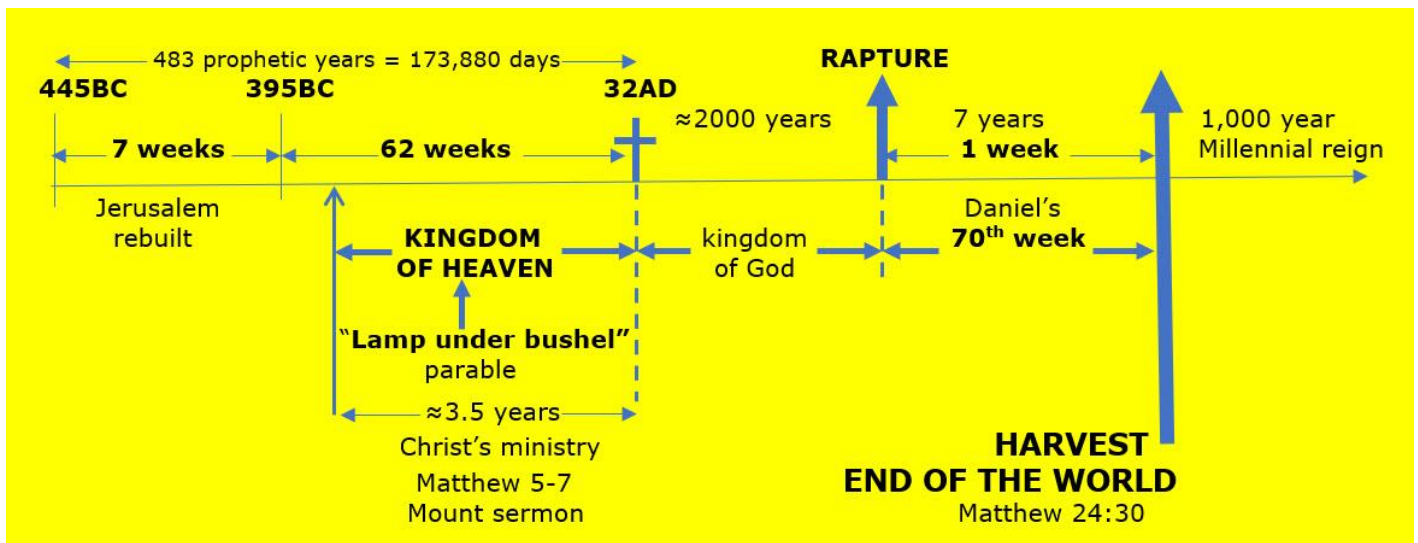 483 prophetic years = 173,880 days
445BC
395BC
32AD
RAPTURE
≈2000 years
7 years
1,000 year
7 weeks
62 weeks
1 week
Millennial reign
Jerusalem
rebuilt
KINGDOM
OF HEAVEN
kingdom
of God
Daniel’s
70th week
“Lamp under bushel”
parable
≈3.5 years
Christ’s ministry
Matthew 5-7
Mount sermon
HARVEST
END OF THE WORLD
Matthew 24:30